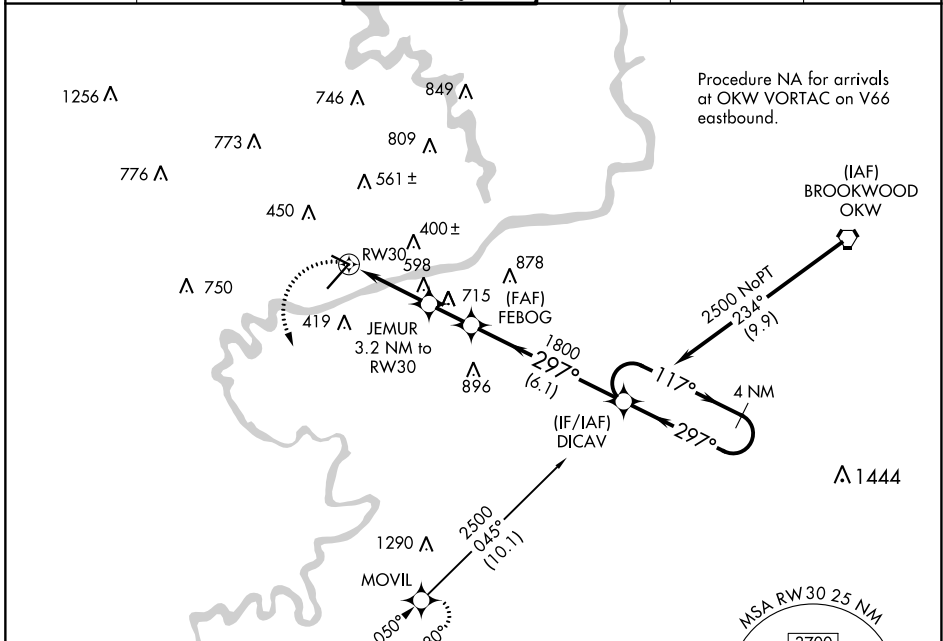 1256
746
849
Procedure NA for arrivals
at OKW VORTAC on V66
eastbound.
773
809
776
561 ±
(IAF)
BROOKWOOD
OKW
450
400 ±
RW30
598
878
750
715
(FAF)
FEBOG
2500 NoPT
234°
(9.9)
419
JEMUR
3.2 NM to
RW30
896
1800
297°
(6.1)
117°
4 NM
(IF/IAF)
DICAV
297°
1444
2500
045°
(10.1)
1290
MOVIL
050°
MSA RW30 25 NM